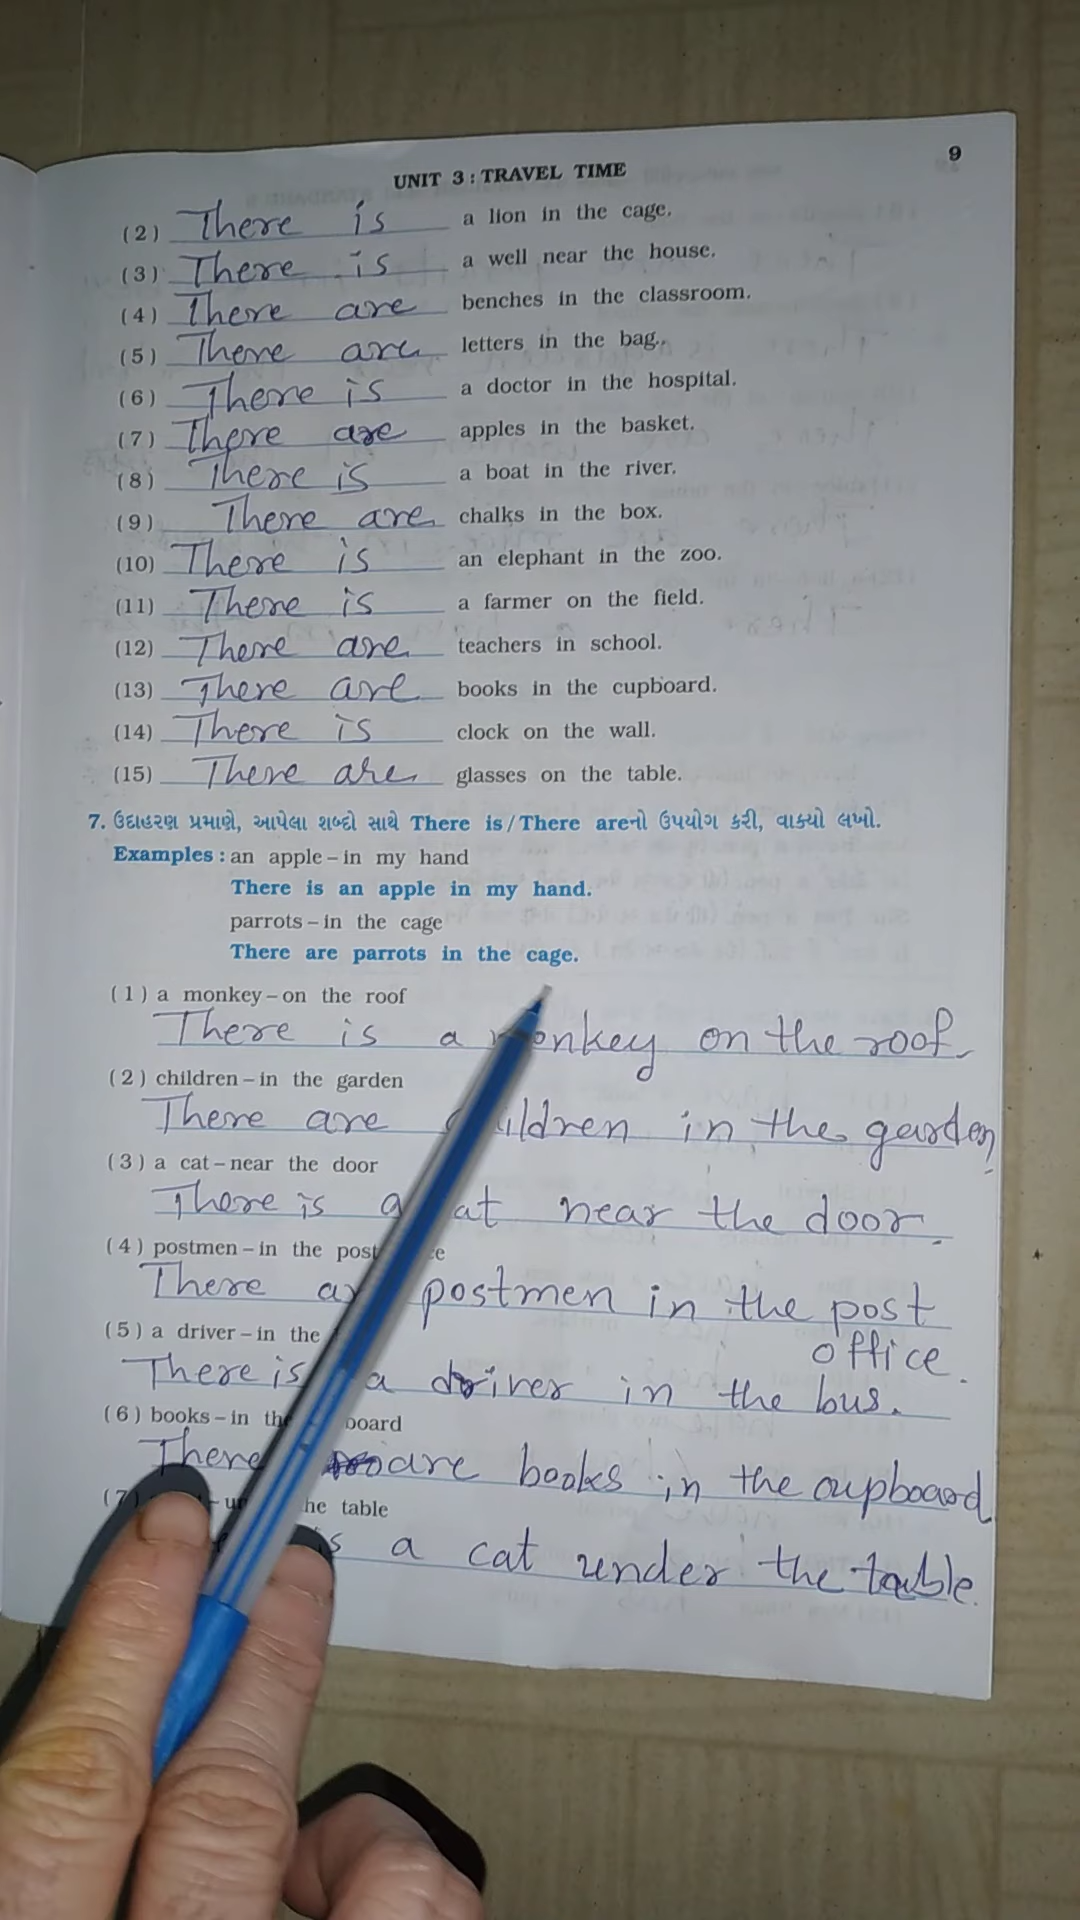 9
UNIT 3 : TRAVEL TIME
(2) There is a lion in the cage.
(3) There is a well near the house.
(4) There are benches in the classroom.
(5) There are letters in the bag.
(6) There is a doctor in the hospital.
(7) There are apples in the basket.
(8) There is a boat in the river.
(9) There are chalks in the box.
(10) There is an elephant in the zoo.
(11) There is a farmer on the field.
(12) There are teachers in school.
(13) There are books in the cupboard.
(14) There is clock on the wall.
(15) There are glasses on the table.
7. ઉદાહરણ પ્રમાણે, આપેલા શબ્દો સાથે There is/There areનો ઉપયોગ કરી, વાક્યો લખો.
Examples : an apple – in my hand
There is an apple in my hand.
parrots – in the cage
There are parrots in the cage.
(1) a monkey – on the roof
There is a onkey on the roof.
(2) children – in the garden
There are ildren in the garden.
(3) a cat – near the door
There is a at near the door.
(4) postmen – in the post ce
There ar postmen in the post
office.
(5) a driver – in the
There is a driver in the bus.
(6) books – in th board
There are books in the cupboard
(7) – un he table
is a cat under the table.